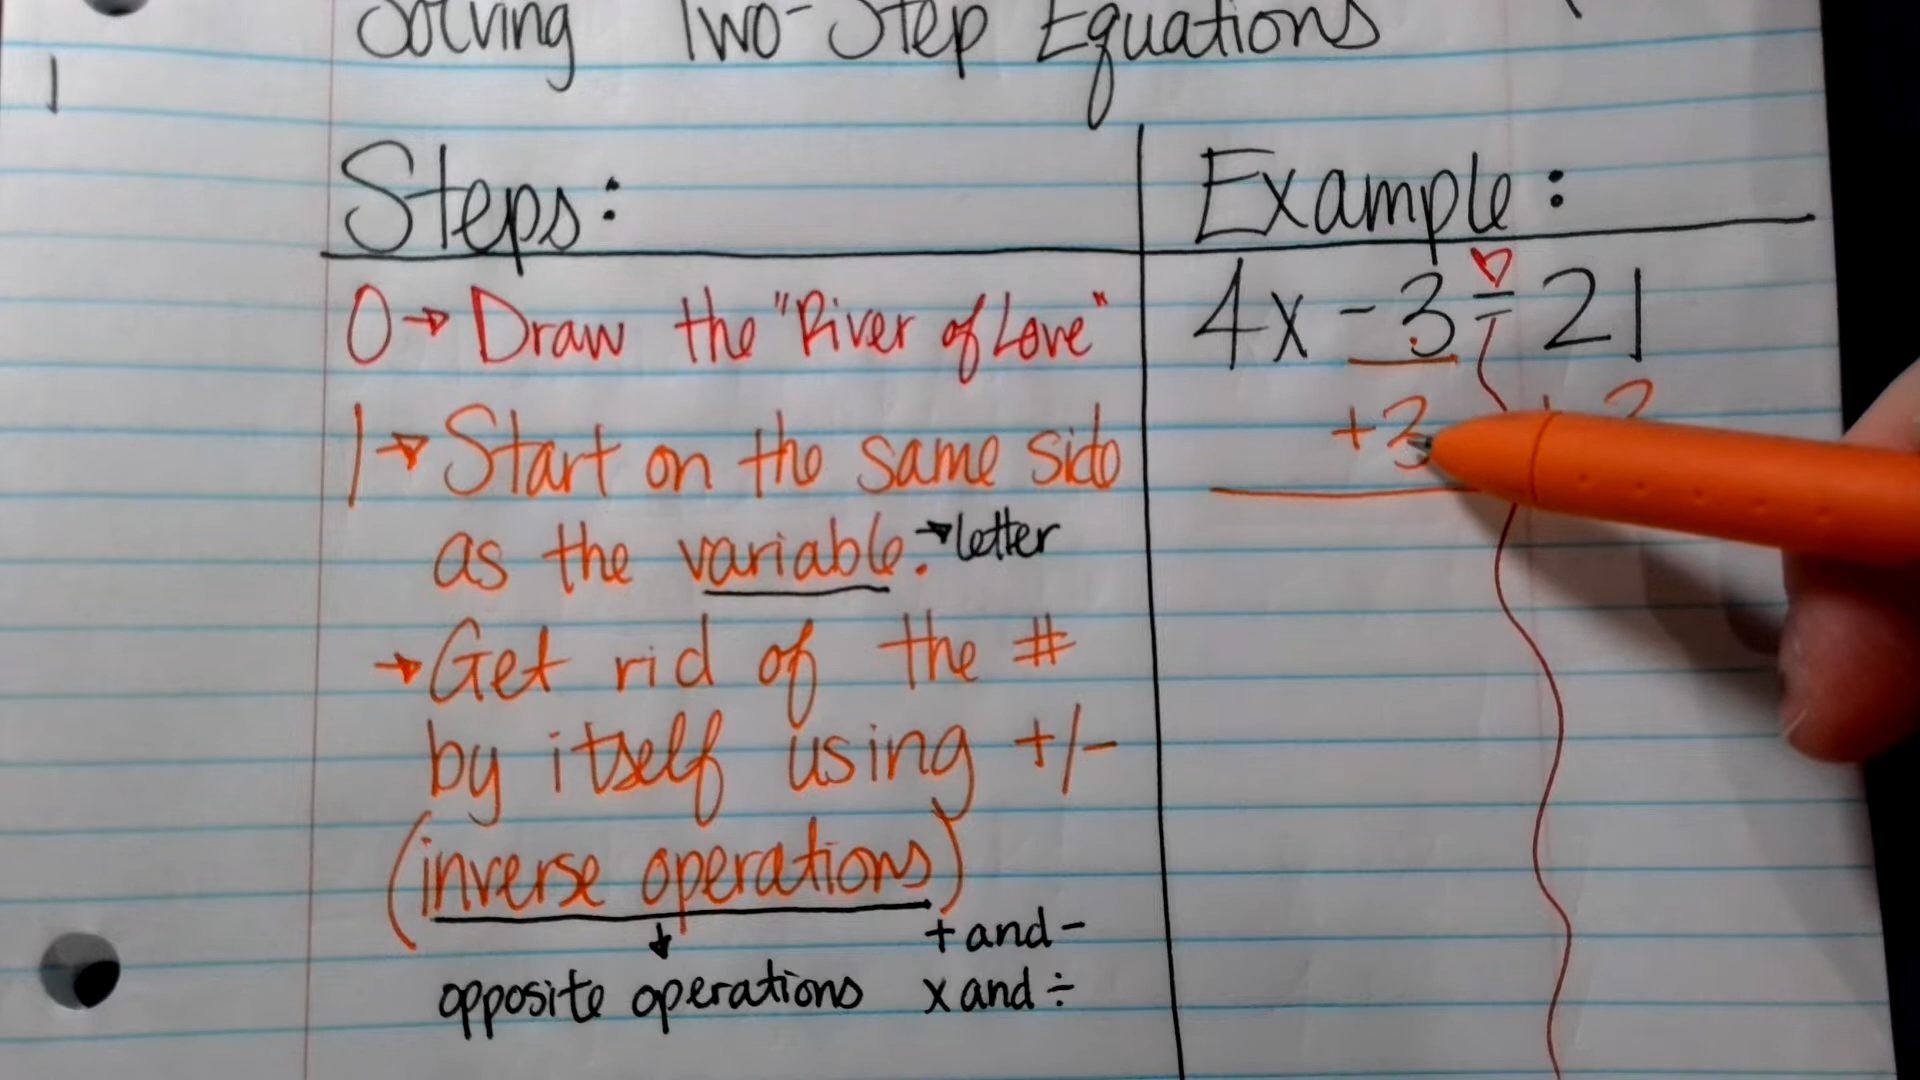 Solving Two-Step Equations
1
Steps:
0→ Draw the "River of Love"
1→ Start on the same side
as the variable. → letter
→ Get rid of the #
by itself using +/-
(inverse operations)
opposite operations
+ and -
x and ÷
Example:
4x - 3 = 21
+3